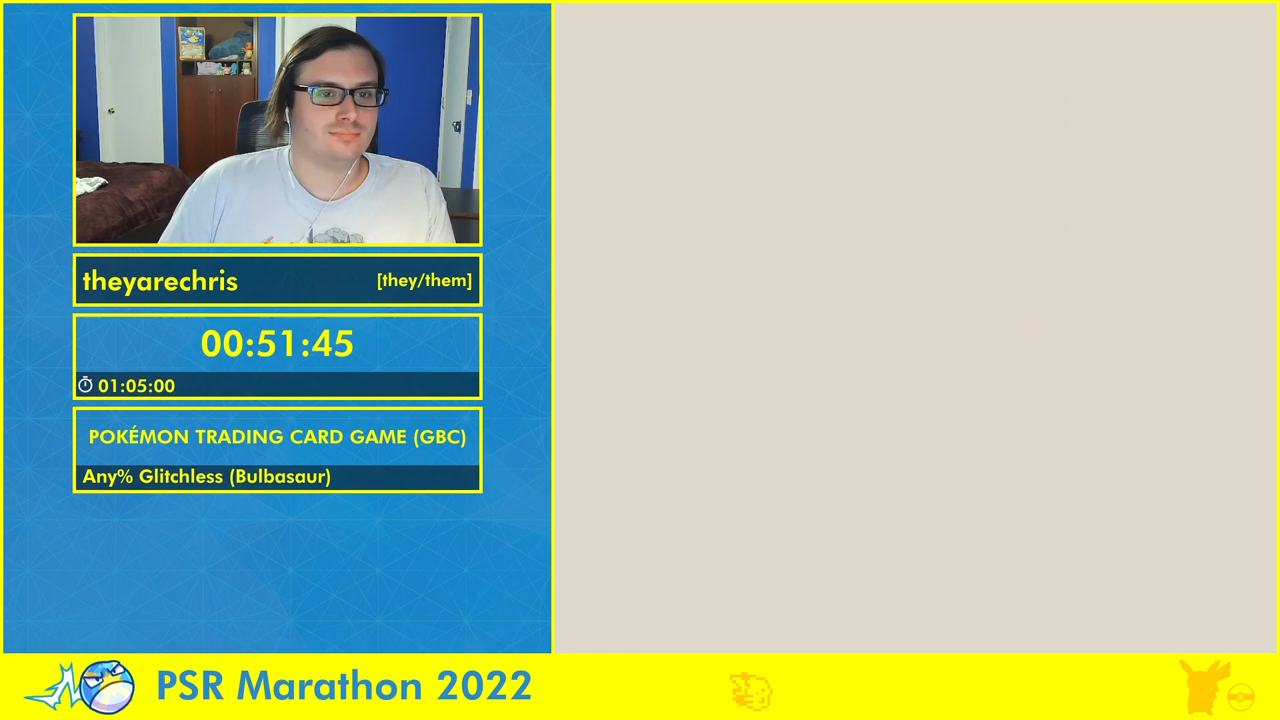 theyarechris
[they/them]
00:51:45
01:05:00
POKÉMON TRADING CARD GAME (GBC)
Any% Glitchless (Bulbasaur)
PSR Marathon 2022